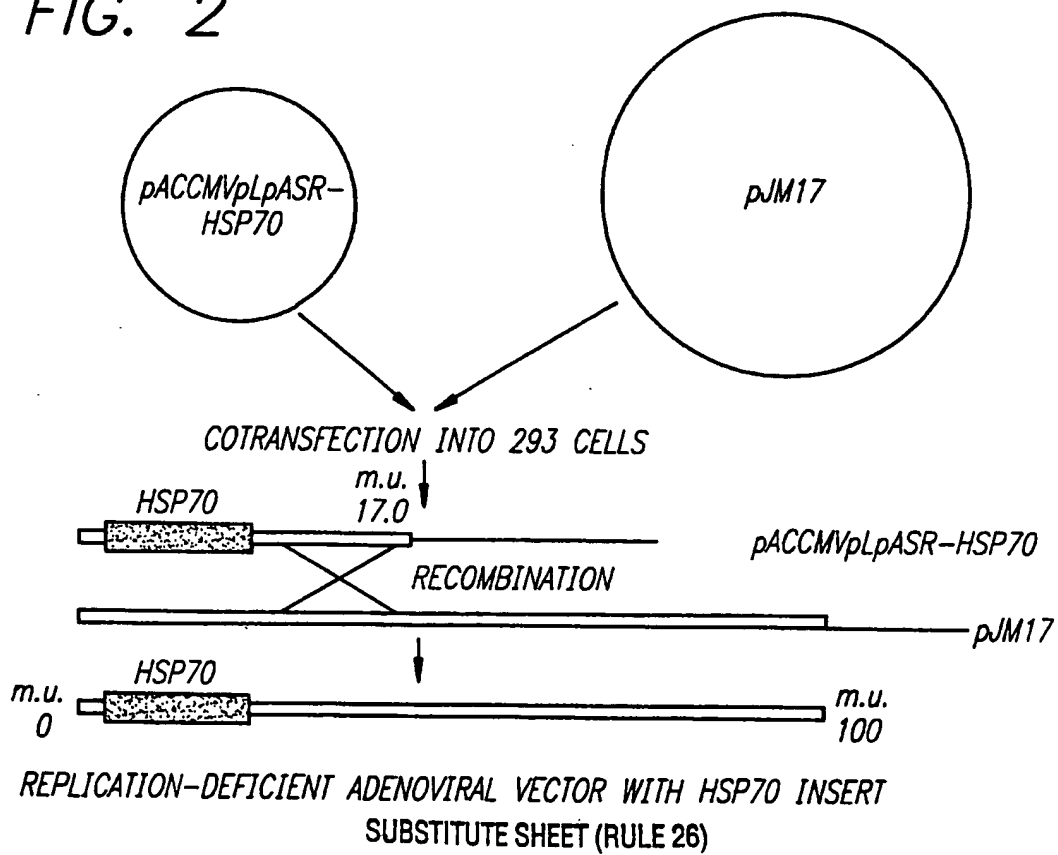 FIG. 2
pACCMVpLpASR-
HSP70
pJM17
COTRANSFECTION INTO 293 CELLS
m.u.
17.0
HSP70
pACCMVpLpASR-HSP70
RECOMBINATION
pJM17
HSP70
m.u.
0
m.u.
100
REPLICATION-DEFICIENT ADENOVIRAL VECTOR WITH HSP70 INSERT
SUBSTITUTE SHEET (RULE 26)